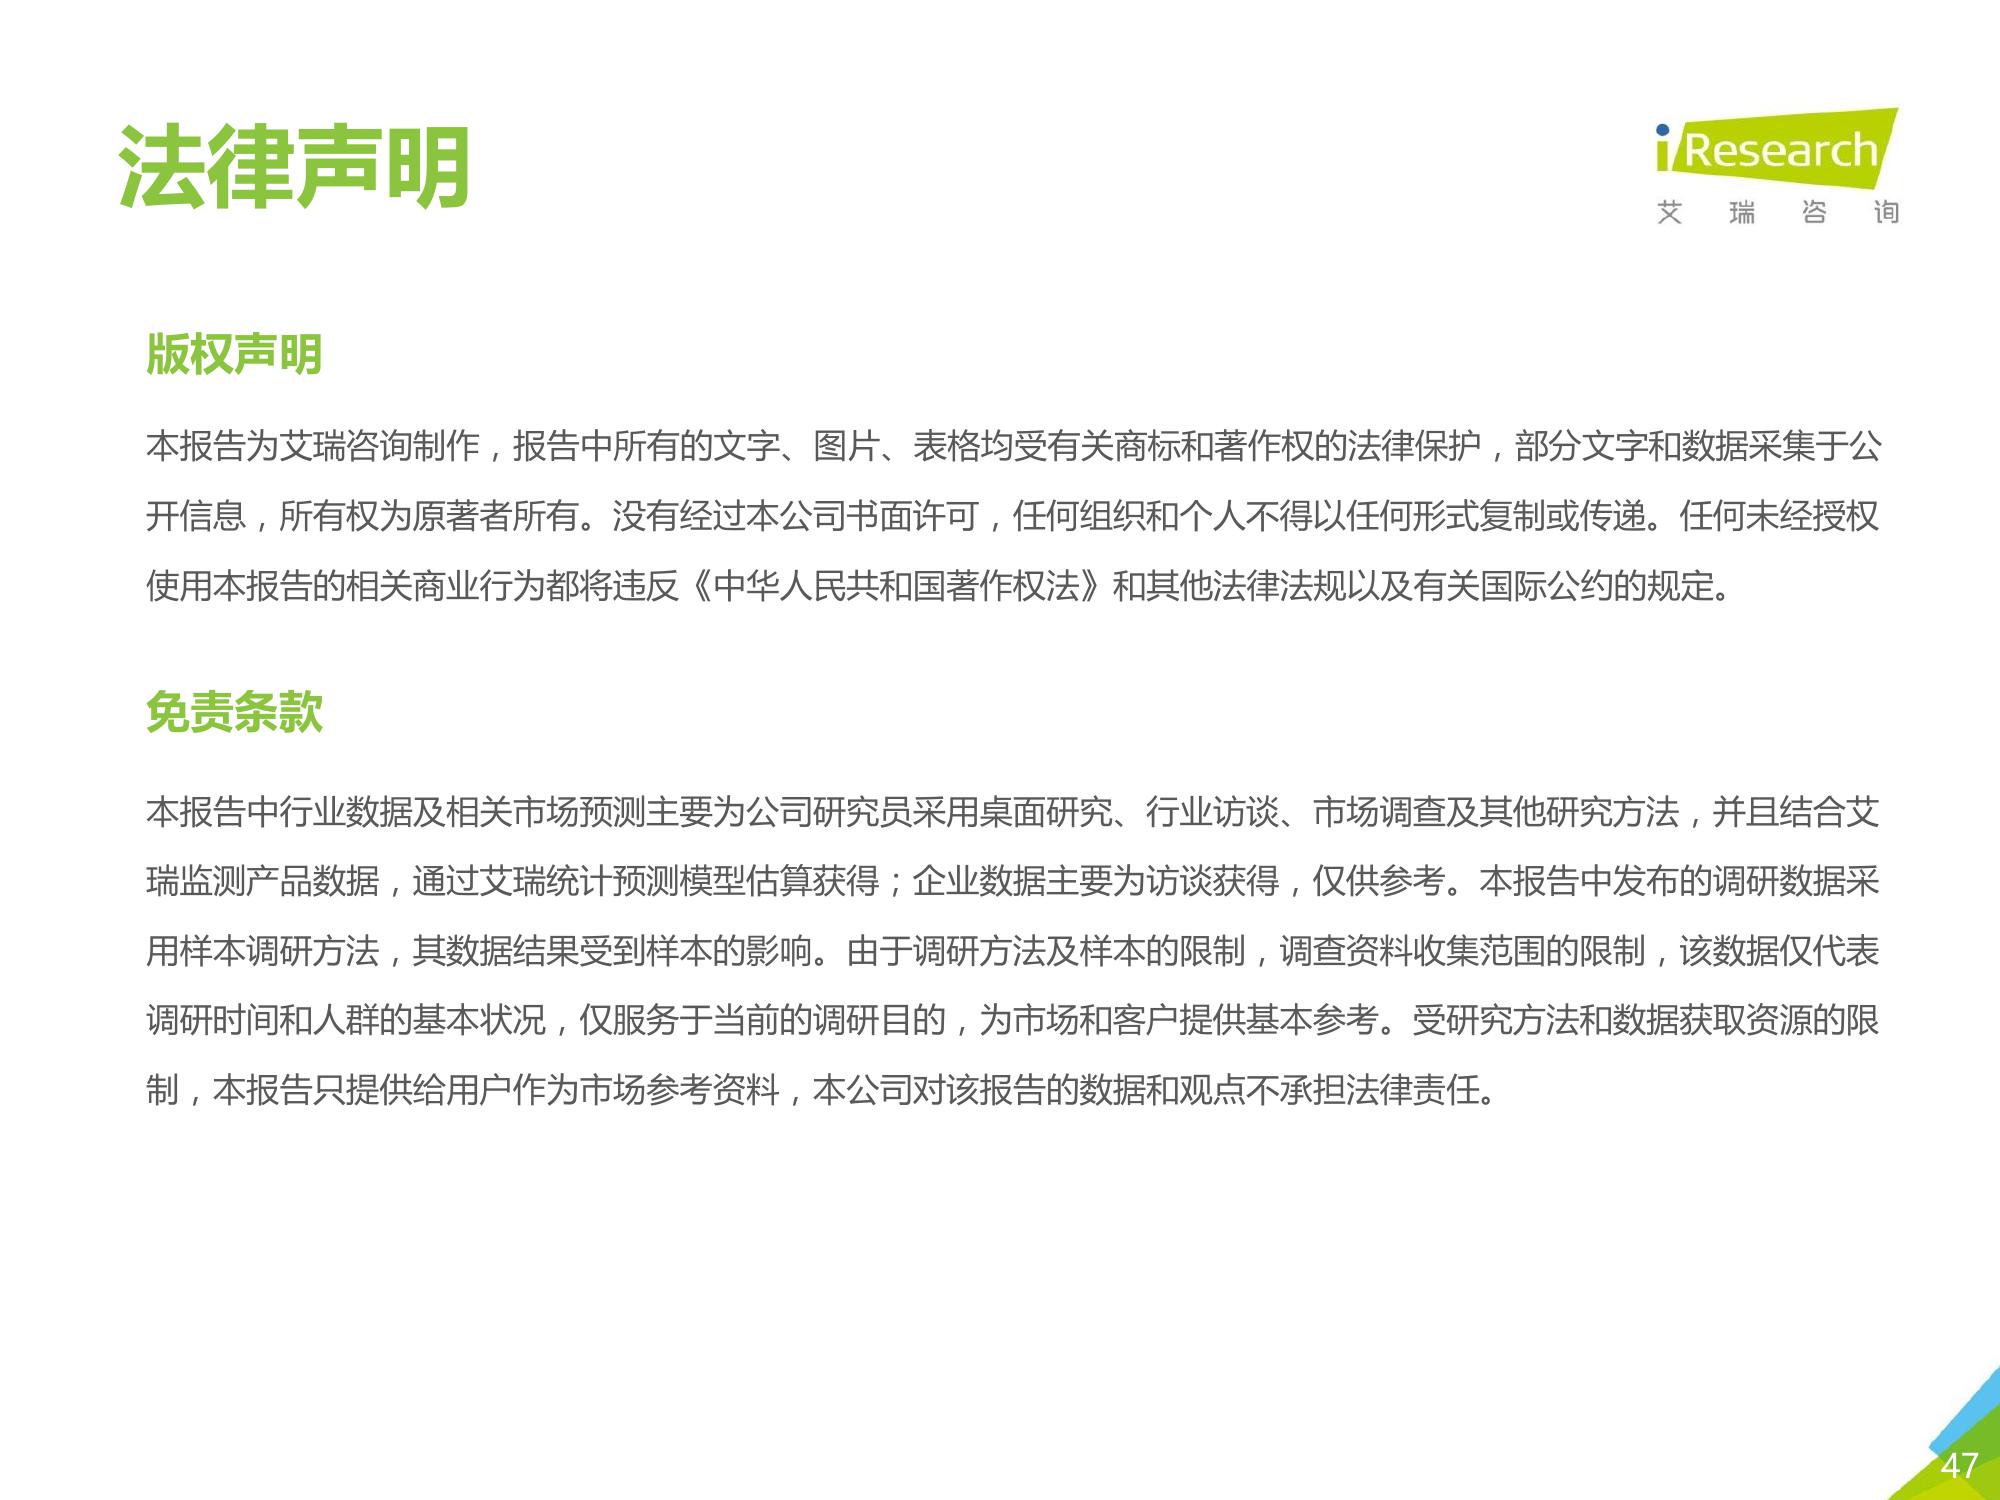 法律声明
iResearch
艾瑞咨询
版权声明
本报告为艾瑞咨询制作，报告中所有的文字、图片、表格均受有关商标和著作权的法律保护，部分文字和数据采集于公
开信息，所有权为原著者所有。没有经过本公司书面许可，任何组织和个人不得以任何形式复制或传递。任何未经授权
使用本报告的相关商业行为都将违反《中华人民共和国著作权法》和其他法律法规以及有关国际公约的规定。
免责条款
本报告中行业数据及相关市场预测主要为公司研究员采用桌面研究、行业访谈、市场调查及其他研究方法，并且结合艾
瑞监测产品数据，通过艾瑞统计预测模型估算获得；企业数据主要为访谈获得，仅供参考。本报告中发布的调研数据采
用样本调研方法，其数据结果受到样本的影响。由于调研方法及样本的限制，调查资料收集范围的限制，该数据仅代表
调研时间和人群的基本状况，仅服务于当前的调研目的，为市场和客户提供基本参考。受研究方法和数据获取资源的限
制，本报告只提供给用户作为市场参考资料，本公司对该报告的数据和观点不承担法律责任。
47